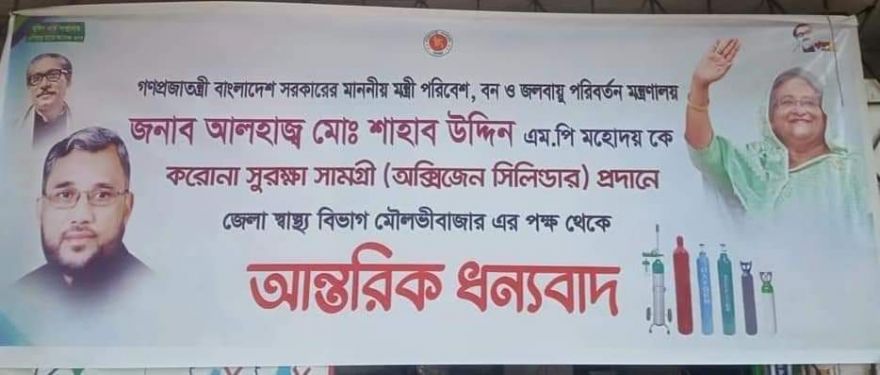 গণপ্রজাতন্ত্রী বাংলাদেশ সরকারের মাননীয় মন্ত্রী পরিবেশ, বন ও জলবায়ু পরিবর্তন মন্ত্রণালয়
জনাব আলহাজ্ব মোঃ শাহাব উদ্দিন এম.পি মহোদয় কে
করোনা সুরক্ষা সামগ্রী (অক্সিজেন সিলিন্ডার) প্রদানে
জেলা স্বাস্থ্য বিভাগ মৌলভীবাজার এর পক্ষ থেকে
আন্তরিক ধন্যবাদ